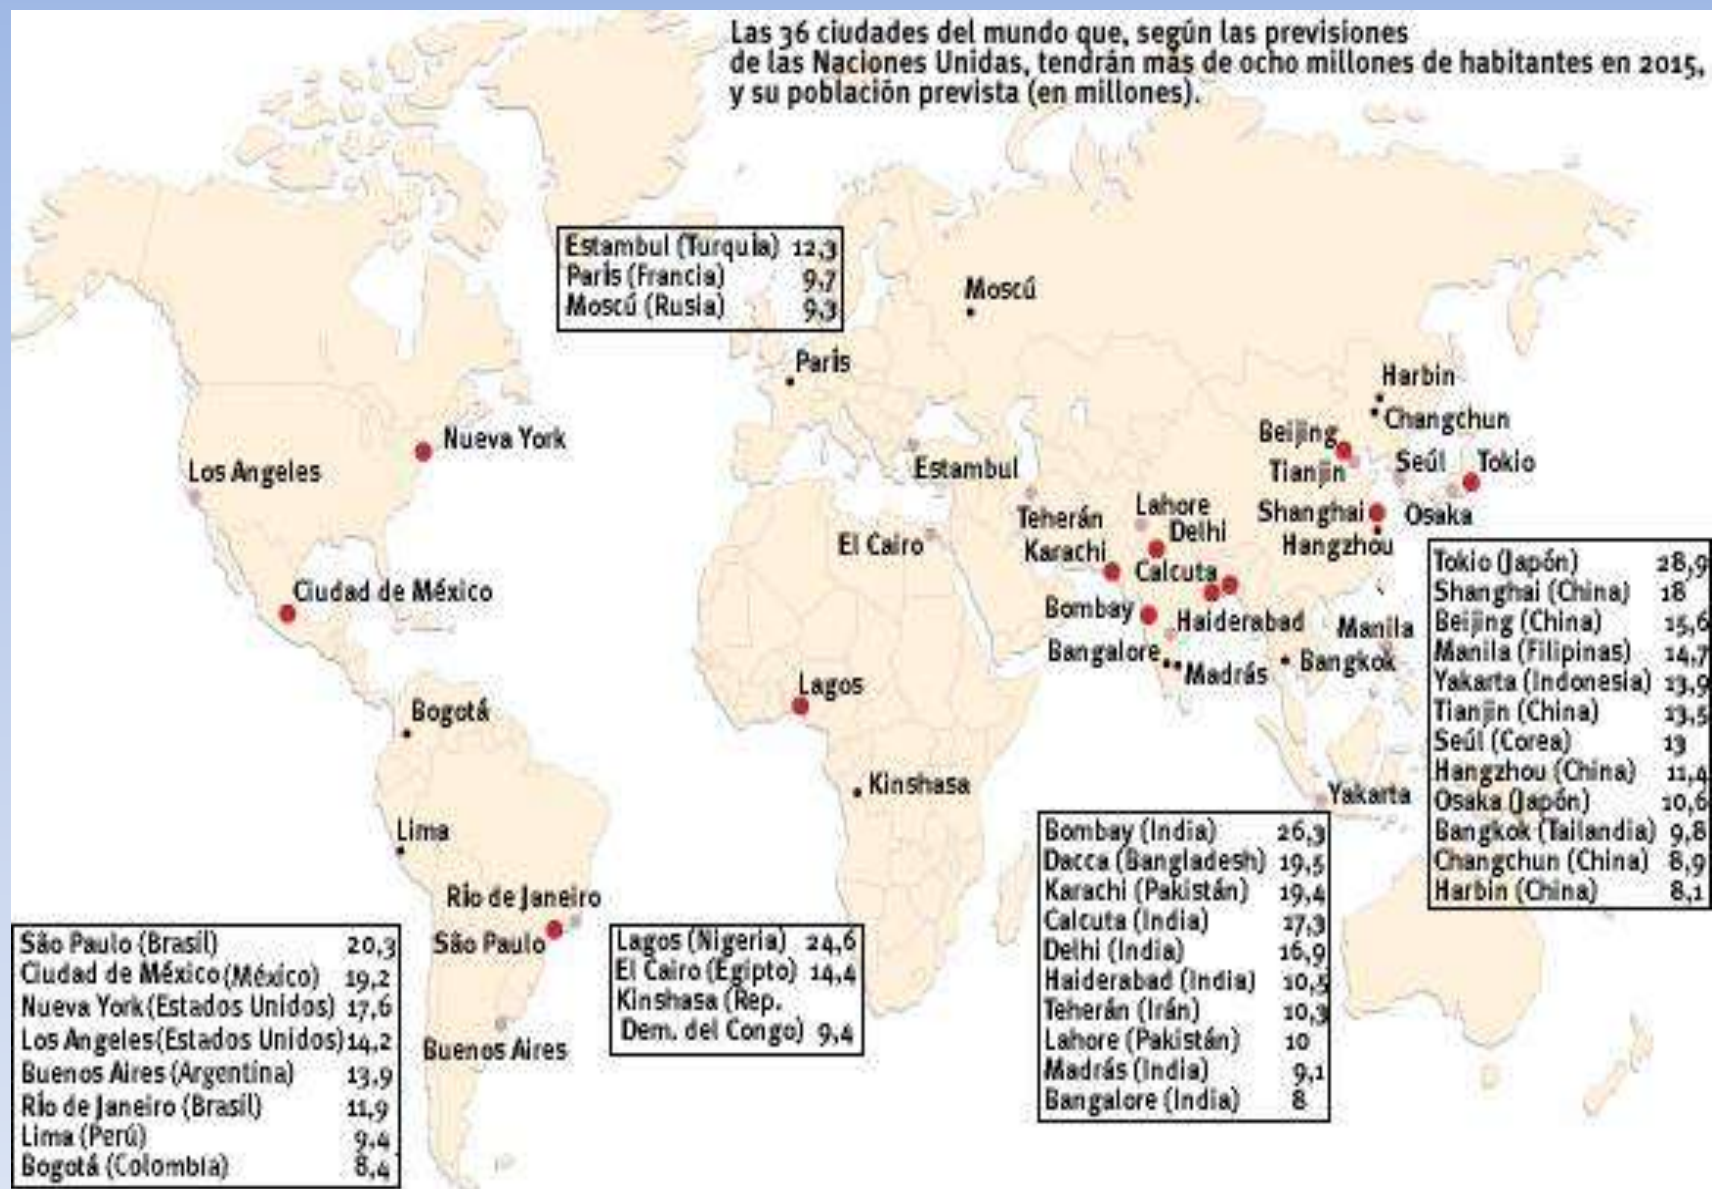 Las 36 ciudades del mundo que, según las previsiones
de las Naciones Unidas, tendrán más de ocho millones de habitantes en 2015,
y su población prevista (en millones).
Estambul (Turquía) 12,3
París (Francia) 9,7
Moscú (Rusia) 9,3
Moscú
París
Harbin
Changchun
Beijing
Tianjin
Seúl
Tokio
Nueva York
Los Angeles
Estambul
Teherán
Lahore
Delhi
Shanghai
Osaka
Hangzhou
El Cairo
Karachi
Calcuta
Ciudad de México
Bombay
Haiderabad
Manila
Bangalore
Madrás
Bangkok
Lagos
Bogotá
Kinshasa
Yakarta
Lima
Río de Janeiro
São Paulo
Buenos Aires
Tokio (Japón) 28,9
Shanghai (China) 18
Beijing (China) 15,6
Manila (Filipinas) 14,7
Yakarta (Indonesia) 13,9
Tianjin (China) 13,5
Seúl (Corea) 13
Hangzhou (China) 11,4
Osaka (Japón) 10,6
Bangkok (Tailandia) 9,8
Changchun (China) 8,9
Harbin (China) 8,1
Bombay (India) 26,3
Dacca (Bangladesh) 19,5
Karachi (Pakistán) 19,4
Calcuta (India) 17,3
Delhi (India) 16,9
Haiderabad (India) 10,5
Teherán (Irán) 10,3
Lahore (Pakistán) 10
Madrás (India) 9,1
Bangalore (India) 8
Lagos (Nigeria) 24,6
El Cairo (Egipto) 14,4
Kinshasa (Rep.
Dem. del Congo) 9,4
São Paulo (Brasil) 20,3
Ciudad de México (México) 19,2
Nueva York (Estados Unidos) 17,6
Los Angeles (Estados Unidos) 14,2
Buenos Aires (Argentina) 13,9
Río de Janeiro (Brasil) 11,9
Lima (Perú) 9,4
Bogotá (Colombia) 8,4